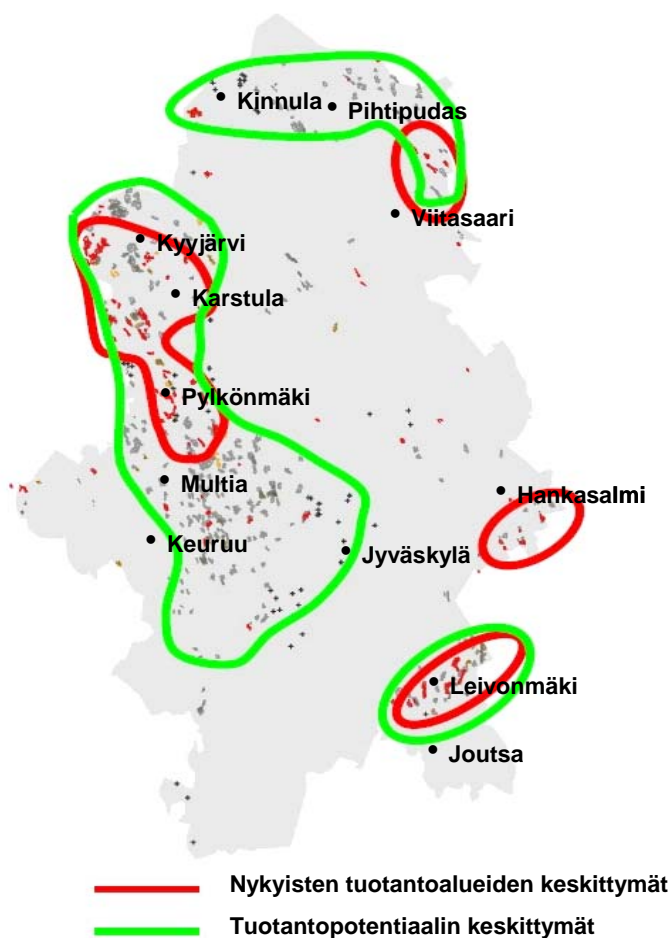 Kinnula
Pihtipudas
Viitasaari
Kyyjärvi
Karstula
Pylkönmäki
Multia
Hankasalmi
Keuruu
Jyväskylä
Leivonmäki
Joutsa
Nykyisten tuotantoalueiden keskittymät
Tuotantopotentiaalin keskittymät